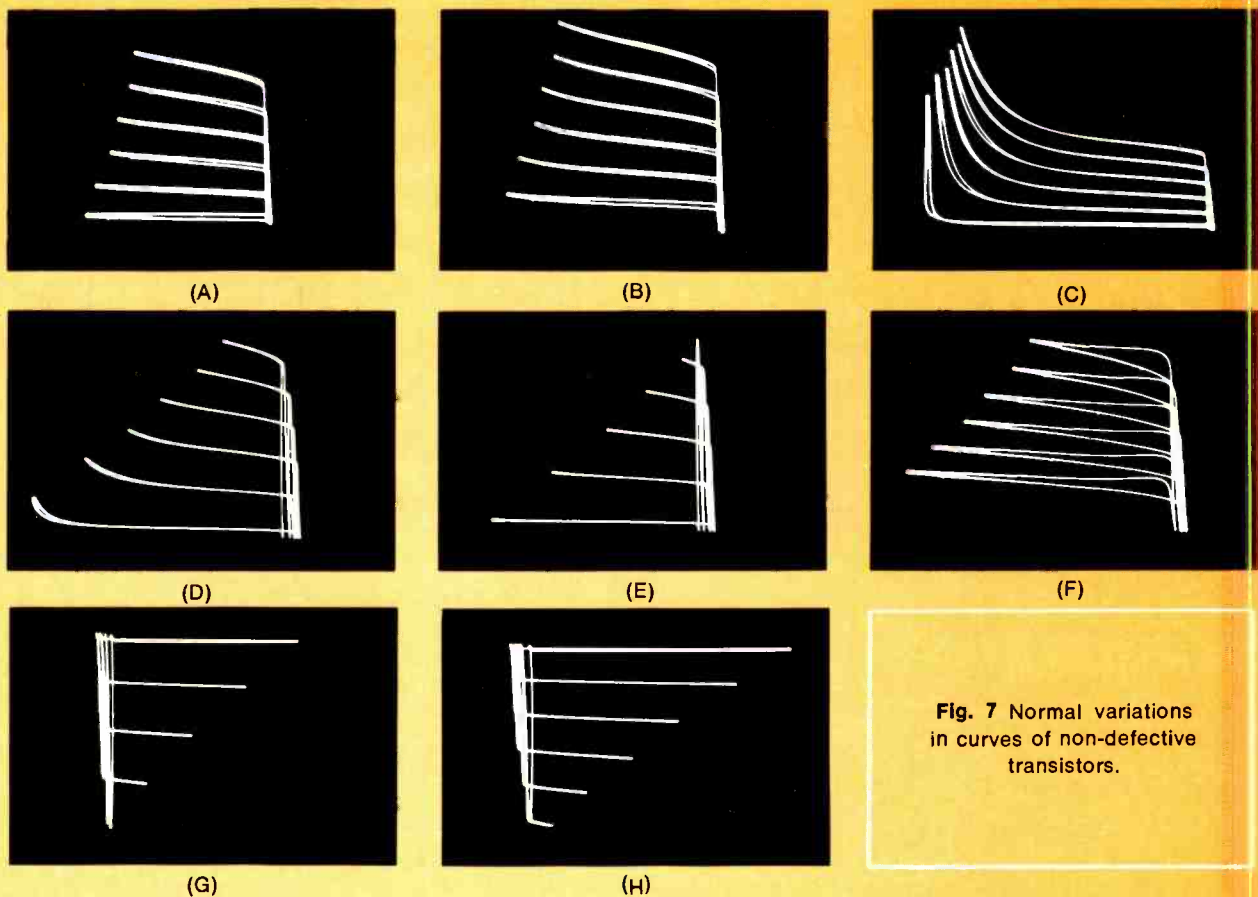 (A)
(B)
(C)
(D)
(E)
(F)
(G)
(H)
Fig. 7 Normal variations
in curves of non-defective
transistors.